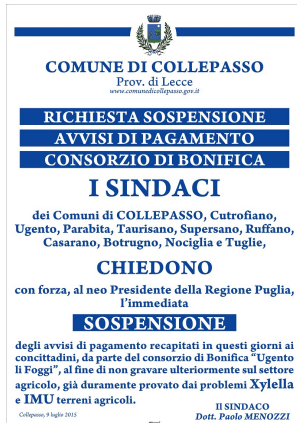 COMUNE DI COLLEPASSO
Prov. di Lecce
www.comunedicollepasso.gov.it
RICHIESTA SOSPENSIONE
AVVISI DI PAGAMENTO
CONSORZIO DI BONIFICA
I SINDACI
dei Comuni di COLLEPASSO, Cutrofiano,
Ugento, Parabita, Taurisano, Supersano, Ruffano,
Casarano, Botrugno, Nociglia e Tuglie,
CHIEDONO
con forza, al neo Presidente della Regione Puglia,
l'immediata
SOSPENSIONE
degli avvisi di pagamento recapitati in questi giorni ai
concittadini, da parte del consorzio di Bonifica “Ugento
li Foggi”, al fine di non gravare ulteriormente sul settore
agricolo, già duramente provato dai problemi Xylella
e IMU terreni agricoli.
Collepasso, 9 luglio 2015
Il SINDACO
Dott. Paolo MENOZZI